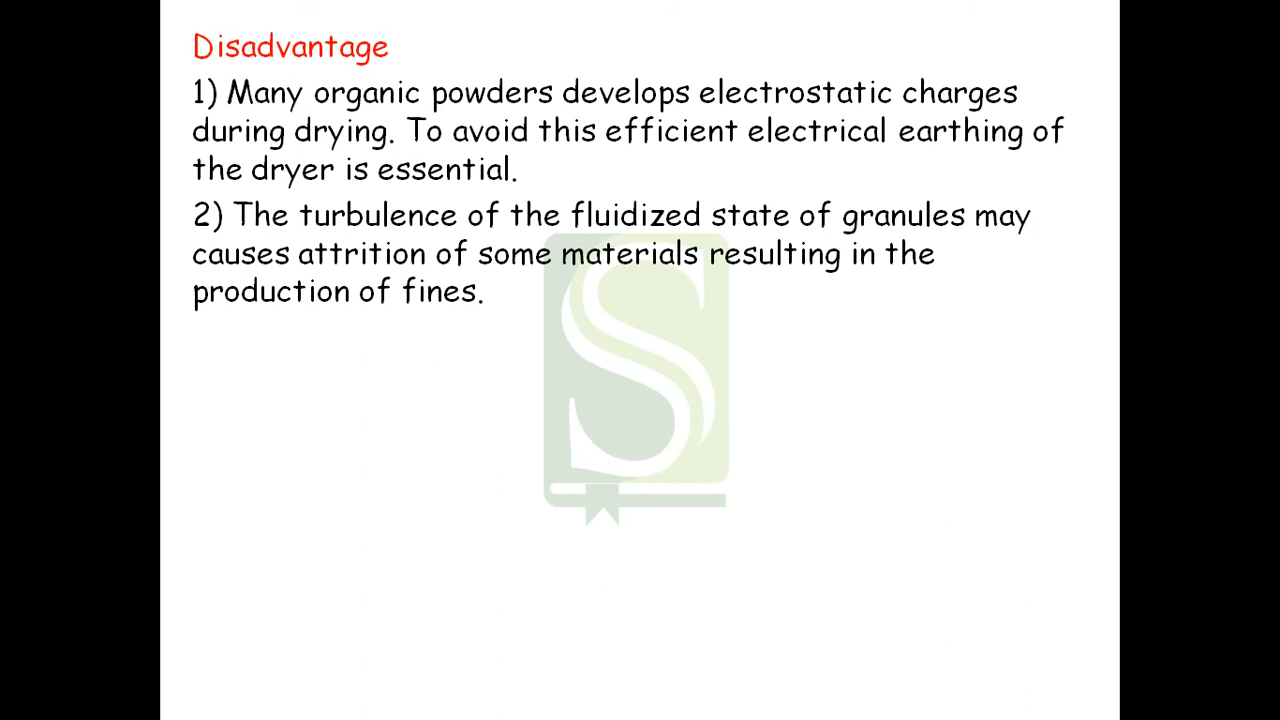 Disadvantage
1) Many organic powders develops electrostatic charges
during drying. To avoid this efficient electrical earthing of
the dryer is essential.
2) The turbulence of the fluidized state of granules may
causes attrition of some materials resulting in the
production of fines.
S